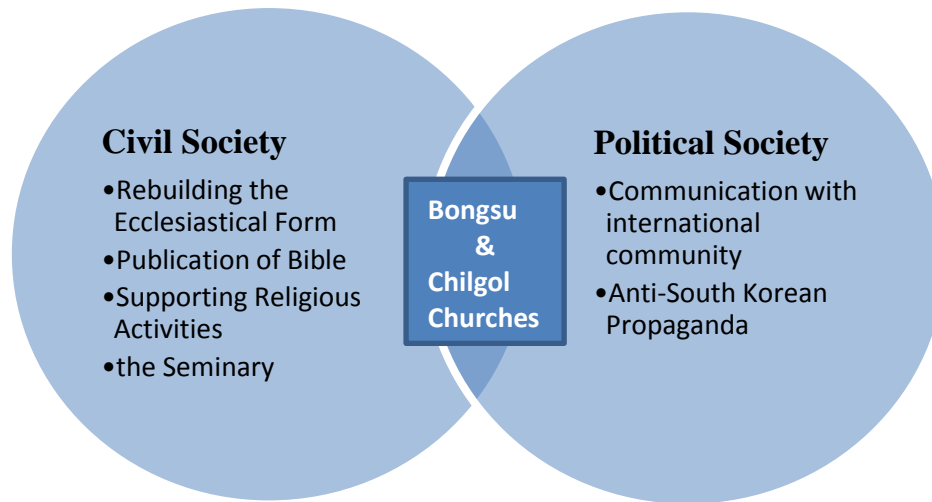 Civil Society
•Rebuilding the
Ecclesiastical Form
•Publication of Bible
•Supporting Religious
Activities
•the Seminary
Bongsu
&
Chilgol
Churches
Political Society
•Communication with
international
community
•Anti-South Korean
Propaganda